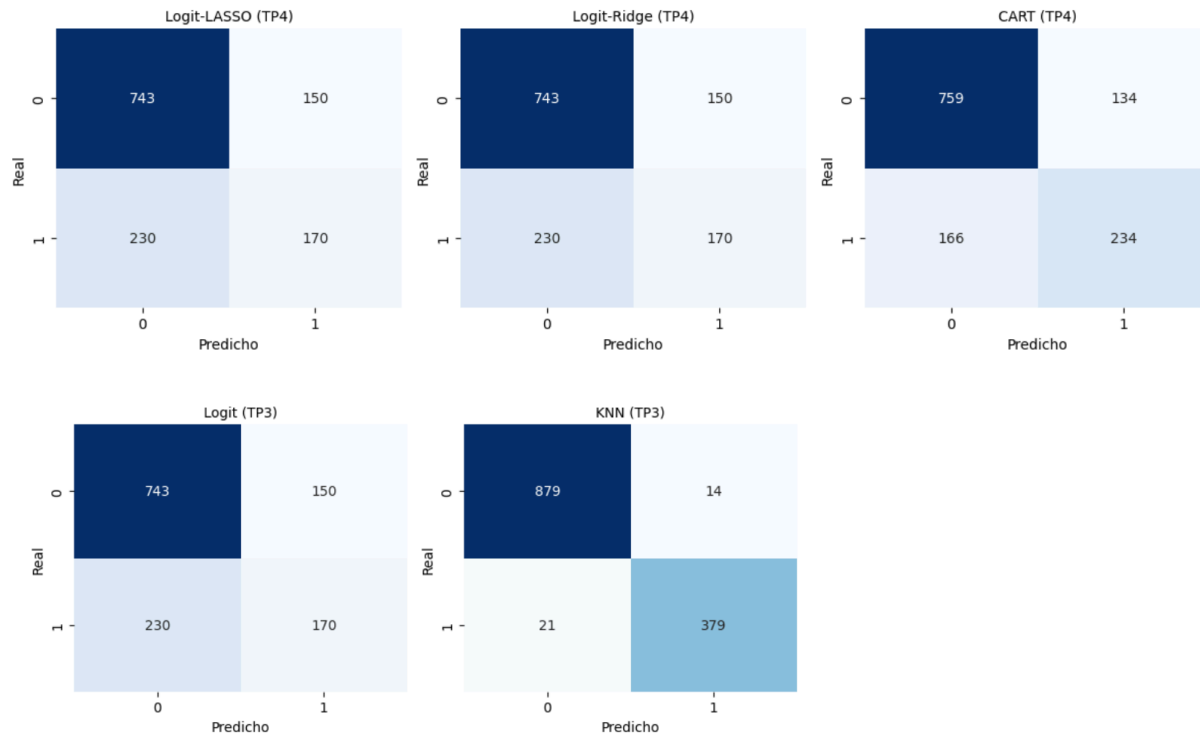 Logit-LASSO (TP4)
743 150
230 170
0
1
Real
0 1
Predicho
Logit-Ridge (TP4)
743 150
230 170
0
1
Real
0 1
Predicho
CART (TP4)
759 134
166 234
0
1
Real
0 1
Predicho
Logit (TP3)
743 150
230 170
0
1
Real
0 1
Predicho
KNN (TP3)
879 14
21 379
0
1
Real
0 1
Predicho